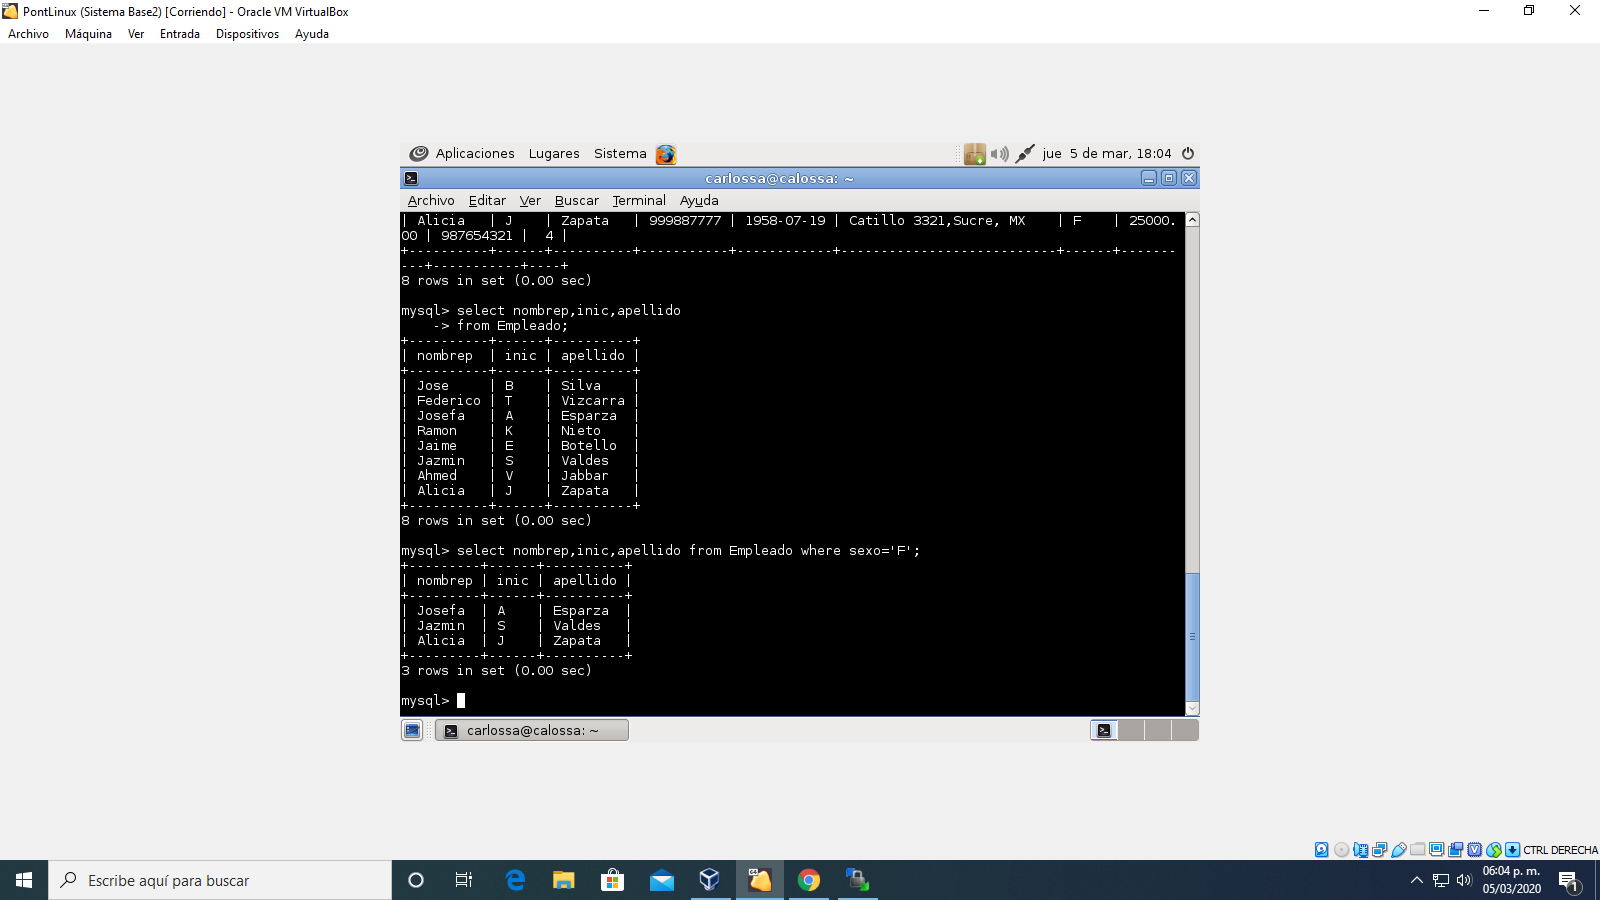 PontLinux (Sistema Base2) [Corriendo] - Oracle VM VirtualBox
Archivo Máquina Ver Entrada Dispositivos Ayuda
Aplicaciones Lugares Sistema jue 5 de mar, 18:04
carlossa@calossa: ~
Archivo Editar Ver Buscar Terminal Ayuda
| Alicia   | J    | Zapata   | 999887777 | 1958-07-19 | Catillo 3321,Sucre, MX    | F    | 25000.
00 | 987654321 |  4 |
+----------+------+----------+-----------+------------+---------------------------+------+-------
---+-----------+----+
8 rows in set (0.00 sec)
mysql> select nombrep,inic,apellido
    -> from Empleado;
+----------+------+----------+
| nombrep  | inic | apellido |
+----------+------+----------+
| Jose     | B    | Silva    |
| Federico | T    | Vizcarra |
| Josefa   | A    | Esparza  |
| Ramon    | K    | Nieto    |
| Jaime    | E    | Botello  |
| Jazmin   | S    | Valdes   |
| Ahmed    | V    | Jabbar   |
| Alicia   | J    | Zapata   |
+----------+------+----------+
8 rows in set (0.00 sec)
mysql> select nombrep,inic,apellido from Empleado where sexo='F';
+---------+------+----------+
| nombrep | inic | apellido |
+---------+------+----------+
| Josefa  | A    | Esparza  |
| Jazmin  | S    | Valdes   |
| Alicia  | J    | Zapata   |
+---------+------+----------+
3 rows in set (0.00 sec)
mysql>
carlossa@calossa: ~
CTRL DERECHA
Escribe aquí para buscar
06:04 p. m.
05/03/2020
1